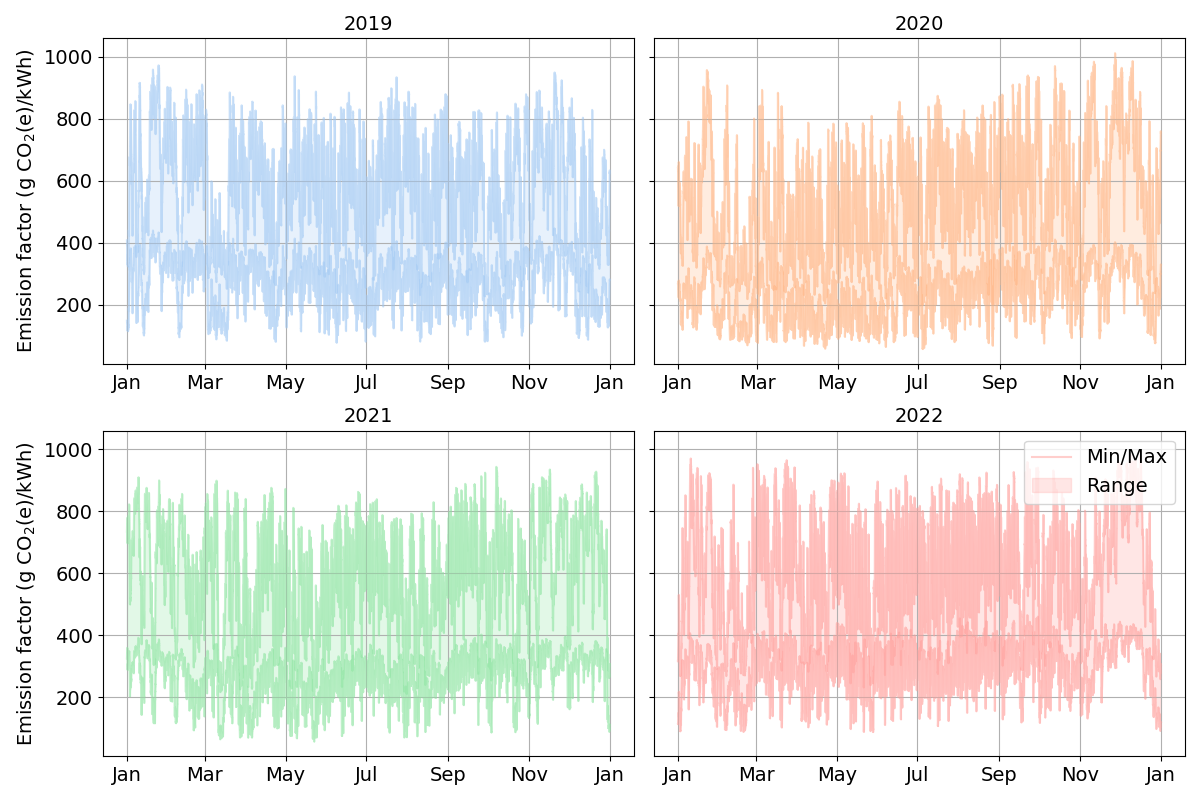 2019
2020
Emission factor (g CO₂(e)/kWh)
1000
800
600
400
200
Jan Mar May Jul Sep Nov Jan
Jan Mar May Jul Sep Nov Jan
2021
2022
Emission factor (g CO₂(e)/kWh)
1000
800
600
400
200
Min/Max
Range
Jan Mar May Jul Sep Nov Jan
Jan Mar May Jul Sep Nov Jan